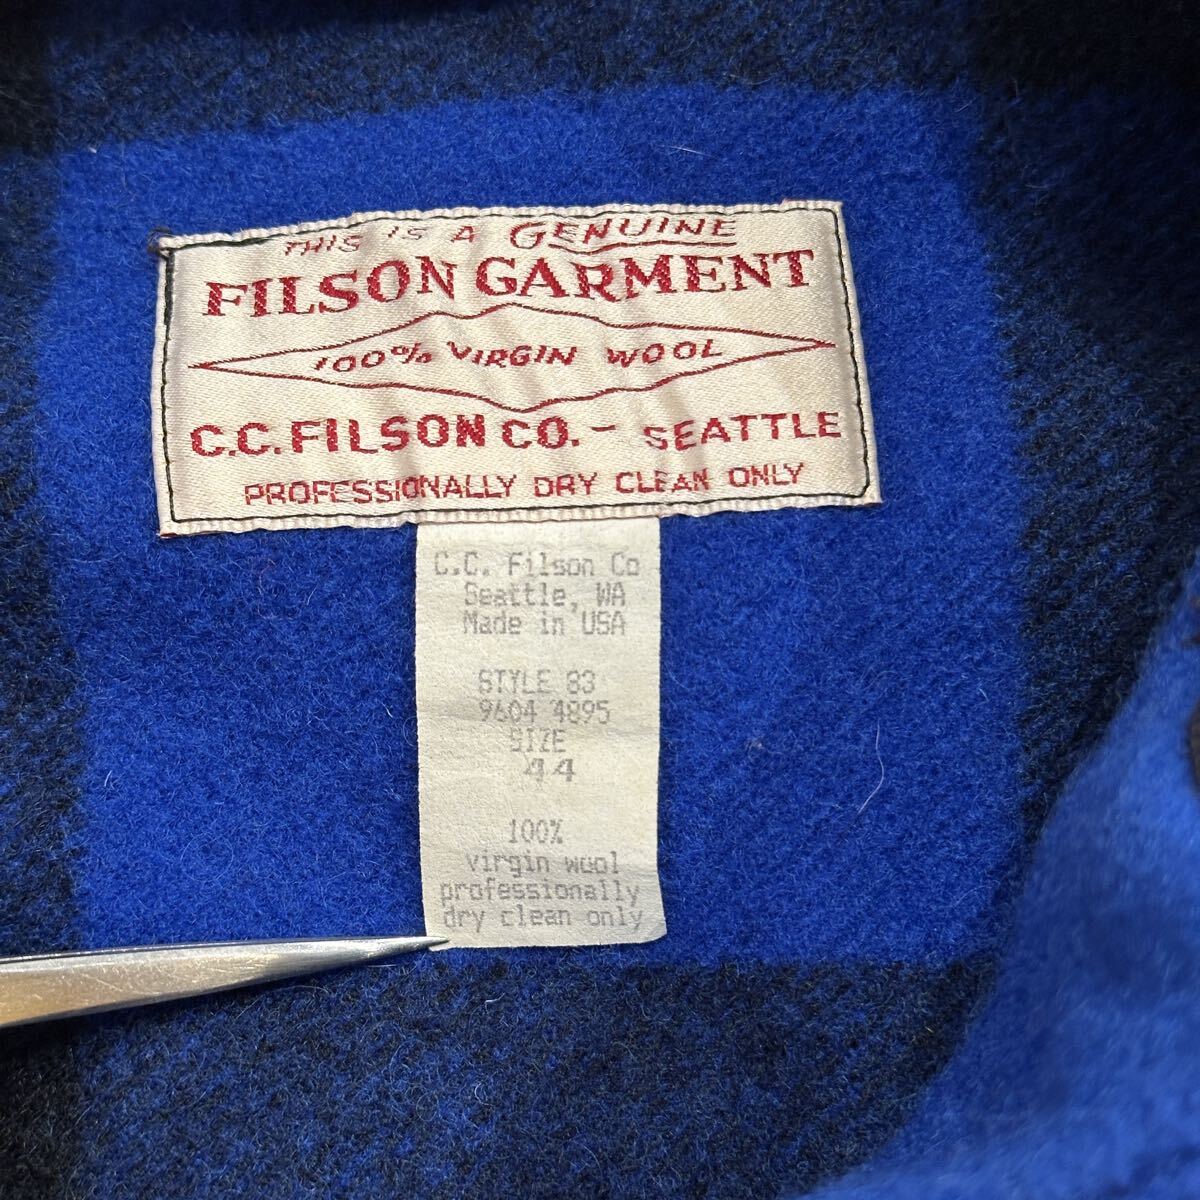 THIS IS A GENUINE
FILSON GARMENT
100% VIRGIN WOOL
C.C. FILSON CO. – SEATTLE
PROFESSIONALLY DRY CLEAN ONLY
C.C. Filson Co
Seattle, WA
Made in USA
STYLE 83
9604 4895
SIZE
44
100%
virgin wool
professionally
dry clean only